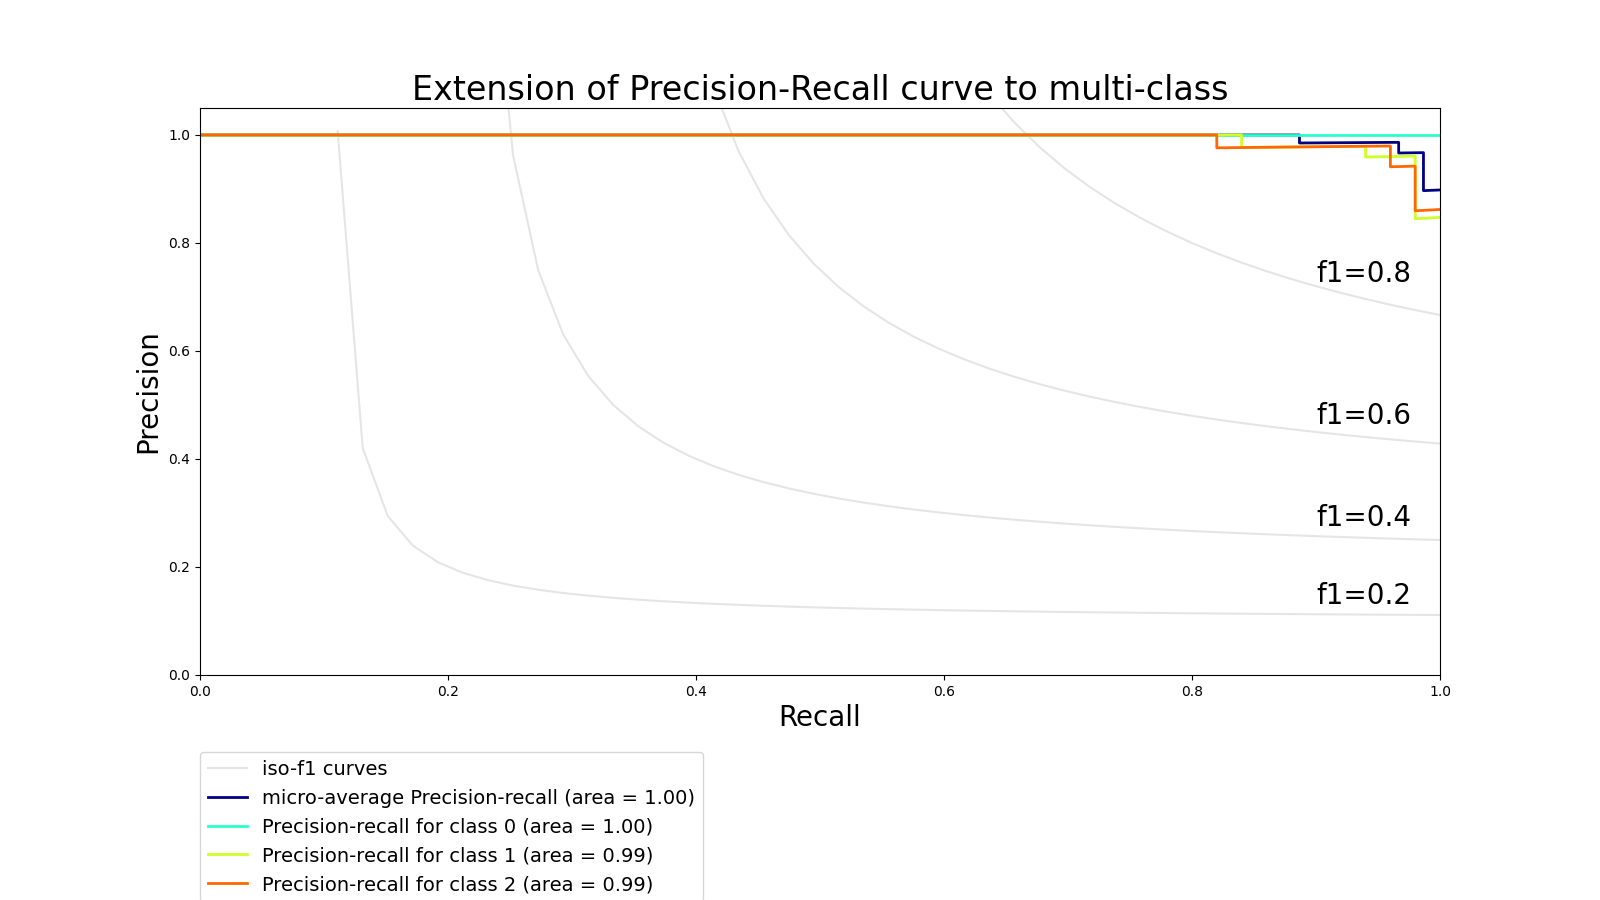 Extension of Precision-Recall curve to multi-class
1.0
0.8
0.6
0.4
0.2
0.0
Precision
f1=0.8
f1=0.6
f1=0.4
f1=0.2
0.0 0.2 0.4 0.6 0.8 1.0
Recall
iso-f1 curves
micro-average Precision-recall (area = 1.00)
Precision-recall for class 0 (area = 1.00)
Precision-recall for class 1 (area = 0.99)
Precision-recall for class 2 (area = 0.99)